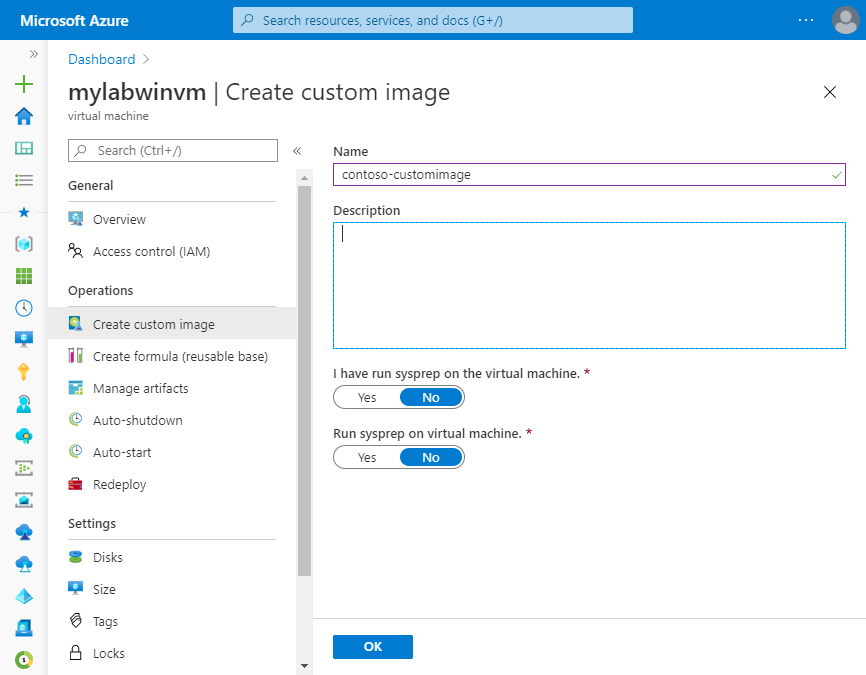 Microsoft Azure
Search resources, services, and docs (G+/)
Dashboard
mylabwinvm | Create custom image
virtual machine
Search (Ctrl+/)
General
Overview
Access control (IAM)
Operations
Create custom image
Create formula (reusable base)
Manage artifacts
Auto-shutdown
Auto-start
Redeploy
Settings
Disks
Size
Tags
Locks
Name
contoso-customimage
Description
I have run sysprep on the virtual machine. *
Yes No
Run sysprep on virtual machine. *
Yes No
OK